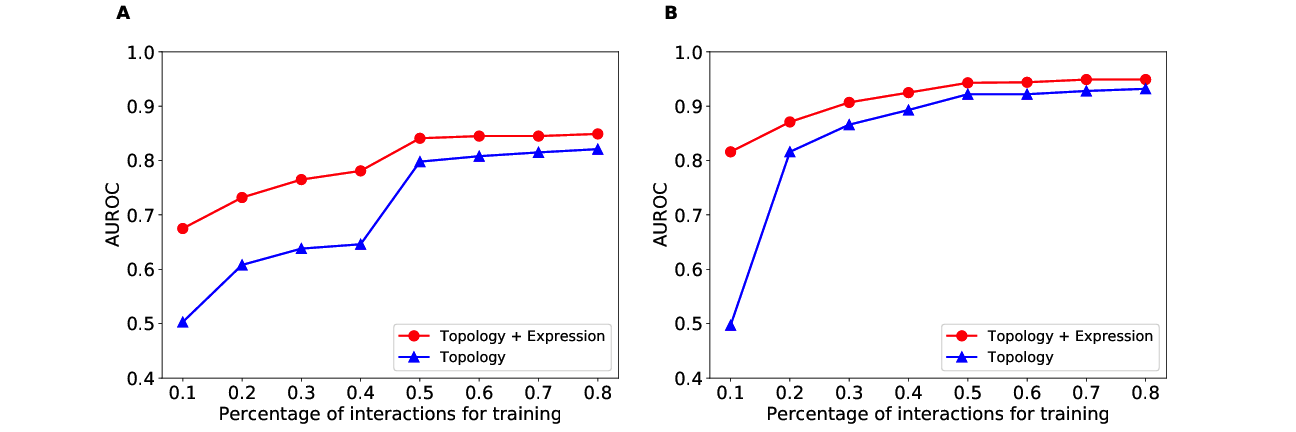 A
1.0
0.9
0.8
0.7
0.6
0.5
0.4
AUROC
0.1 0.2 0.3 0.4 0.5 0.6 0.7 0.8
Percentage of interactions for training
Topology + Expression
Topology
B
1.0
0.9
0.8
0.7
0.6
0.5
0.4
AUROC
0.1 0.2 0.3 0.4 0.5 0.6 0.7 0.8
Percentage of interactions for training
Topology + Expression
Topology